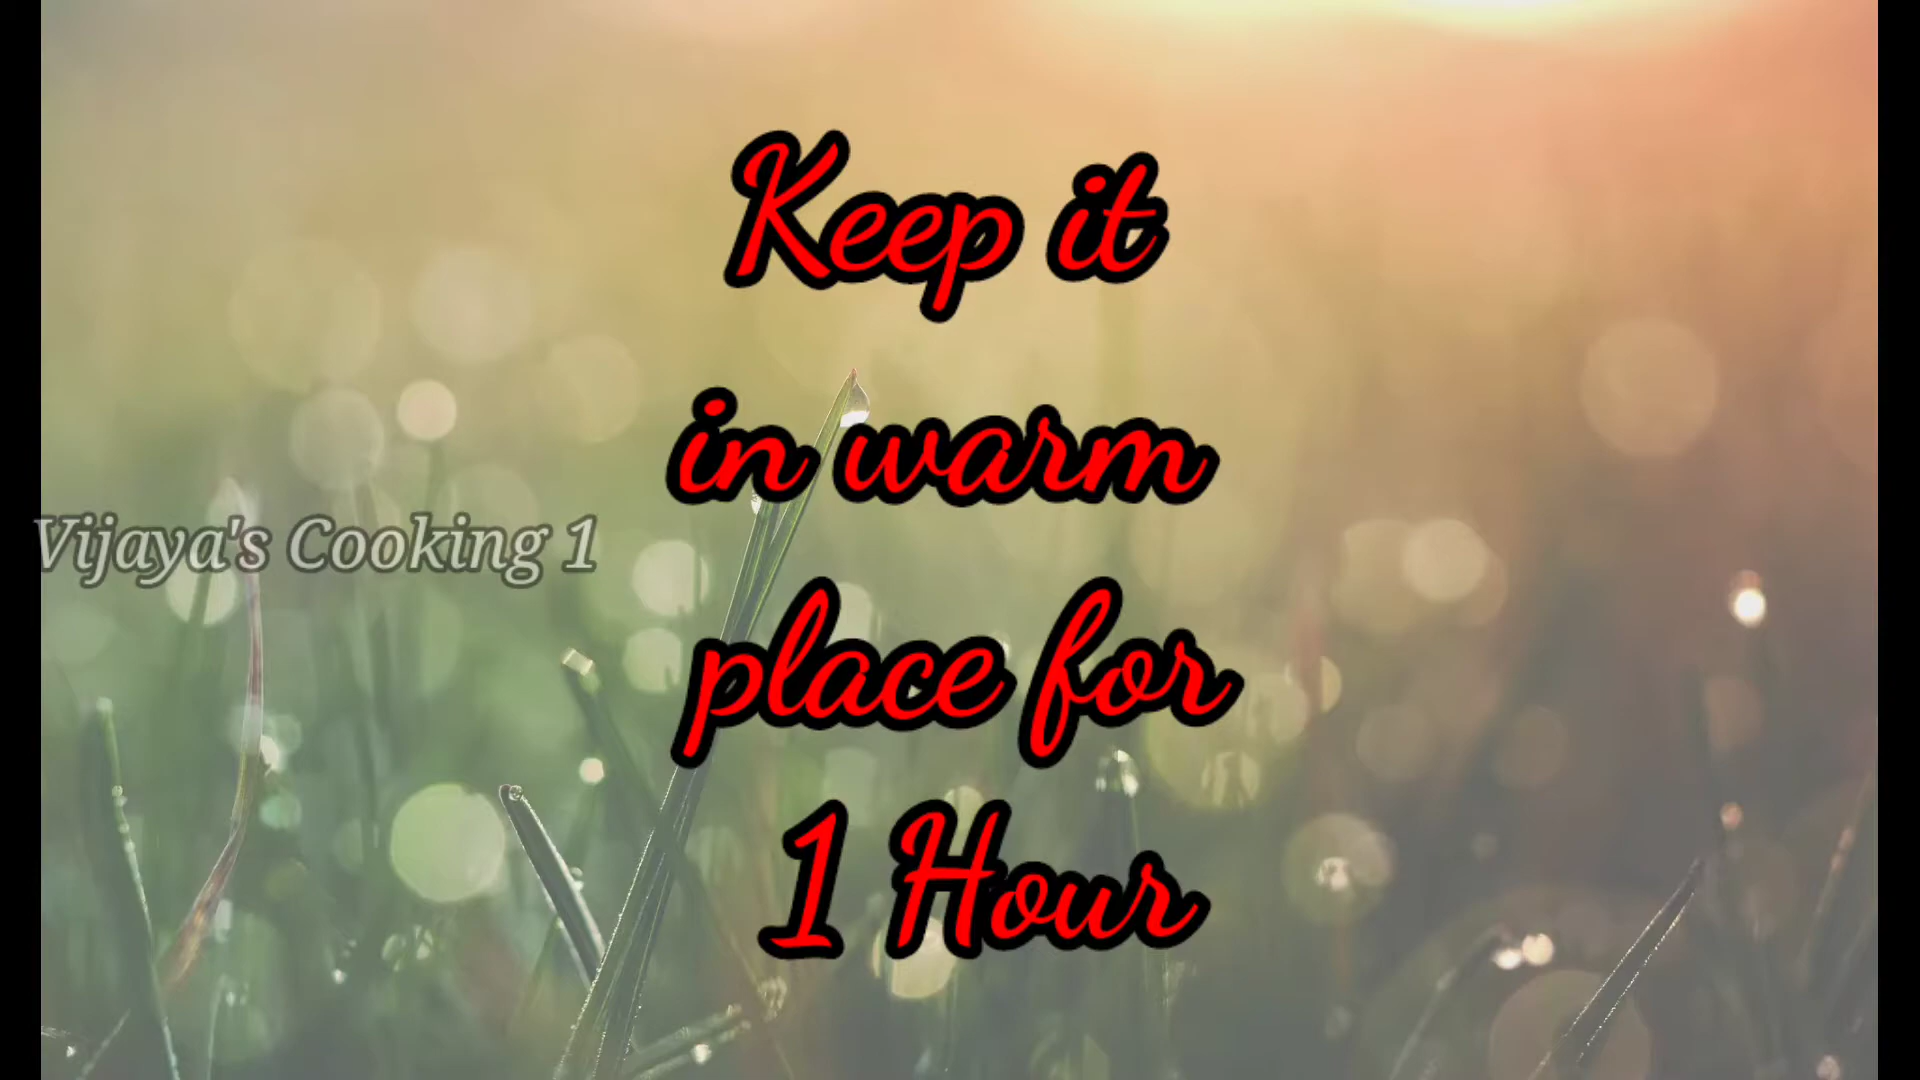 Keep it
in warm
Vijaya's Cooking 1
place for
1 Hour